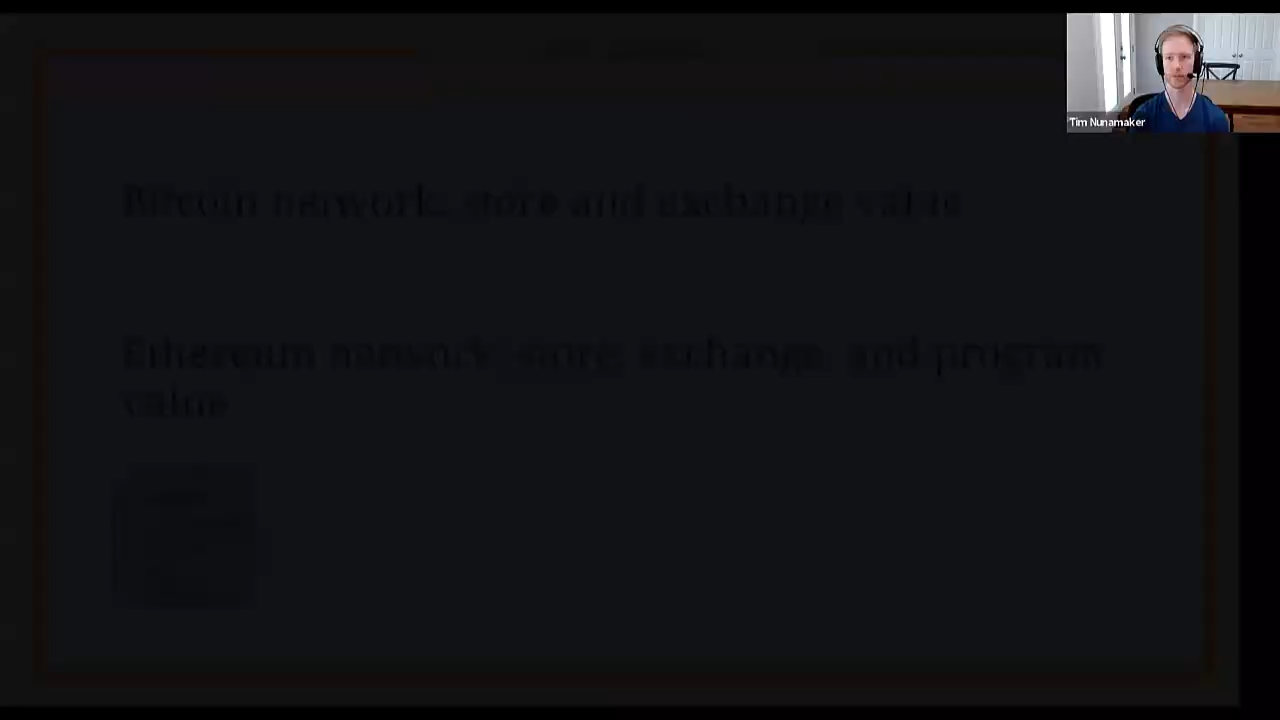 Tim Nunamaker
Bitcoin network: store and exchange value
Ethereum network: store, exchange, and program
value